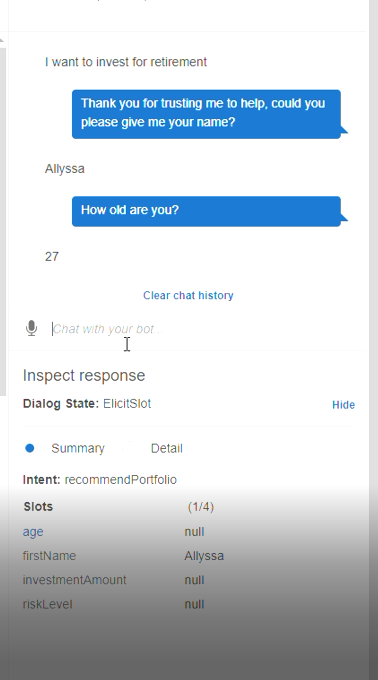 I want to invest for retirement
Thank you for trusting me to help, could you
please give me your name?
Allyssa
How old are you?
27
Clear chat history
Chat with your bot...
Inspect response
Dialog State: ElicitSlot
Hide
Summary Detail
Intent: recommendPortfolio
Slots (1/4)
age null
firstName Allyssa
investmentAmount null
riskLevel null